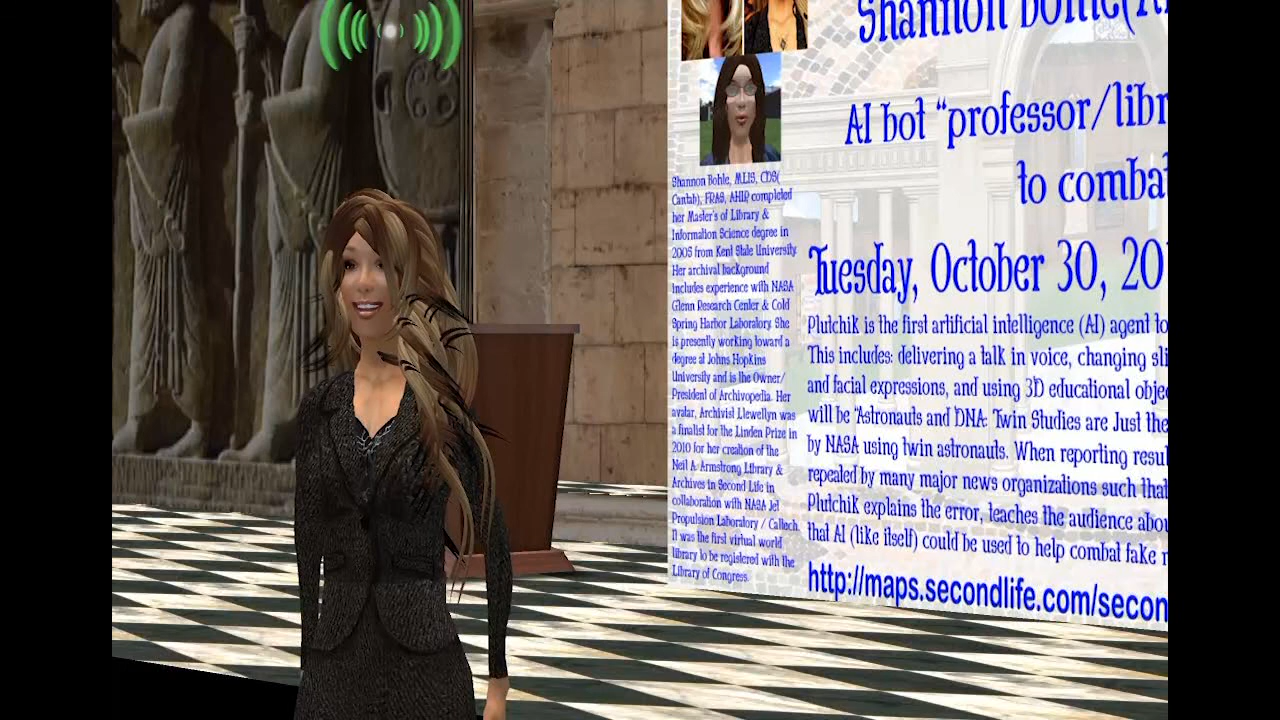 Shannon Bohle(A
AI bot "professor/libr
to combat
Tuesday, October 30, 20
Shannon Bohle, MLIS, CDS(
Cantab), FRAS, AHIP, completed
her Master's of Library &
Information Science degree in
2005 from Kent State University.
Her archival background
includes experience with NASA
Glenn Research Center & Cold
Spring Harbor Laboratory. She
is presently working toward a
degree at Johns Hopkins
University and is the Owner/
President of Archivopedia. Her
avatar, Archivist Llewellyn was
a finalist for the Linden Prize in
2010 for her creation of the
Neil A. Armstrong Library &
Archives in Second Life in
collaboration with NASA Jet
Propulsion Laboratory / Caltech.
It was the first virtual world
library to be registered with the
Library of Congress.
Plutchik is the first artificial intelligence (AI) agent to
This includes: delivering a talk in voice, changing sli
and facial expressions, and using 3D educational obje
will be "Astronauts and DNA: Twin Studies are Just the
by NASA using twin astronauts. When reporting resul
repeated by many major news organizations such that
Plutchik explains the error, teaches the audience abou
that AI (like itself) could be used to help combat fake n
http://maps.secondlife.com/secon